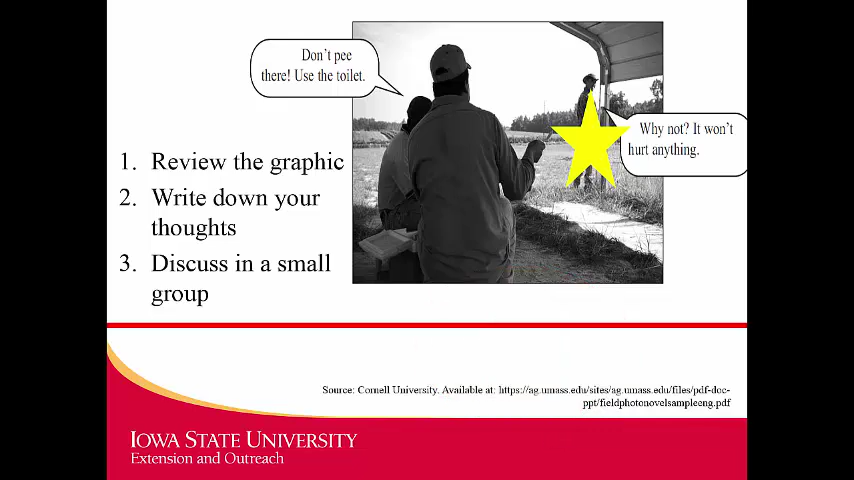 Don't pee
there! Use the toilet.
Why not? It won't
hurt anything.
1. Review the graphic
2. Write down your
thoughts
3. Discuss in a small
group
Source: Cornell University. Available at: https://ag.umass.edu/sites/ag.umass.edu/files/pdf-doc-
ppt/fieldphotonovelsampleeng.pdf
IOWA STATE UNIVERSITY
Extension and Outreach